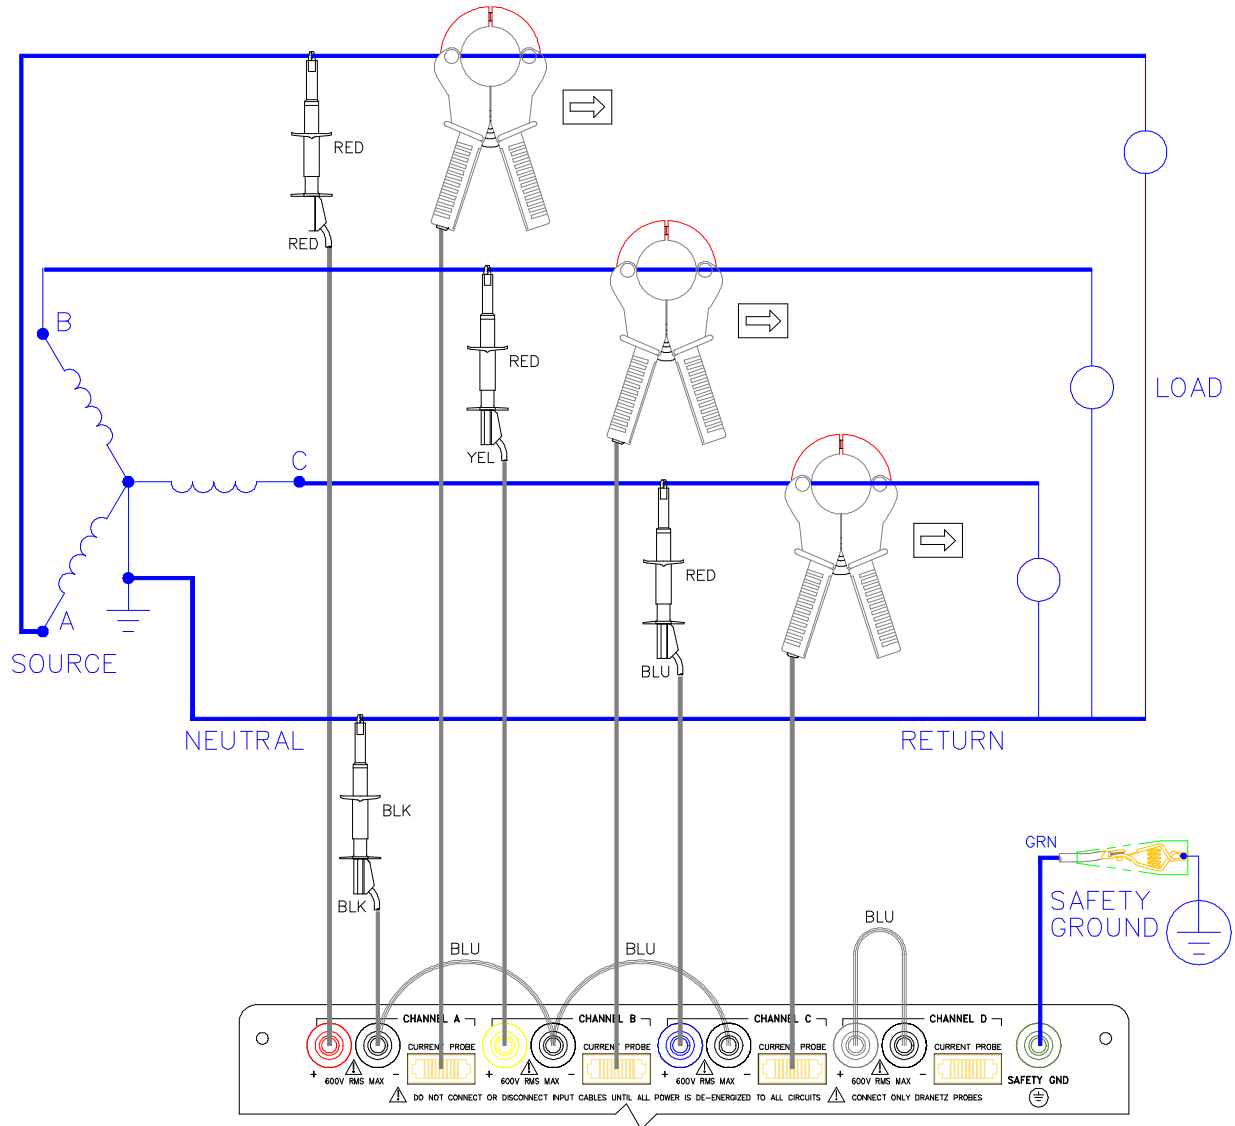 RED
RED
B
RED
LOAD
YEL
C
RED
A
SOURCE
BLU
NEUTRAL
RETURN
BLK
GRN
BLK
SAFETY
GROUND
BLU
BLU
BLU
CHANNEL A
CHANNEL B
CHANNEL C
CHANNEL D
CURRENT PROBE
CURRENT PROBE
CURRENT PROBE
CURRENT PROBE
+ 600V RMS MAX -
+ 600V RMS MAX -
+ 600V RMS MAX -
+ 600V RMS MAX -
SAFETY GND
DO NOT CONNECT OR DISCONNECT INPUT CABLES UNTIL ALL POWER IS DE-ENERGIZED TO ALL CIRCUITS
CONNECT ONLY DRANETZ PROBES